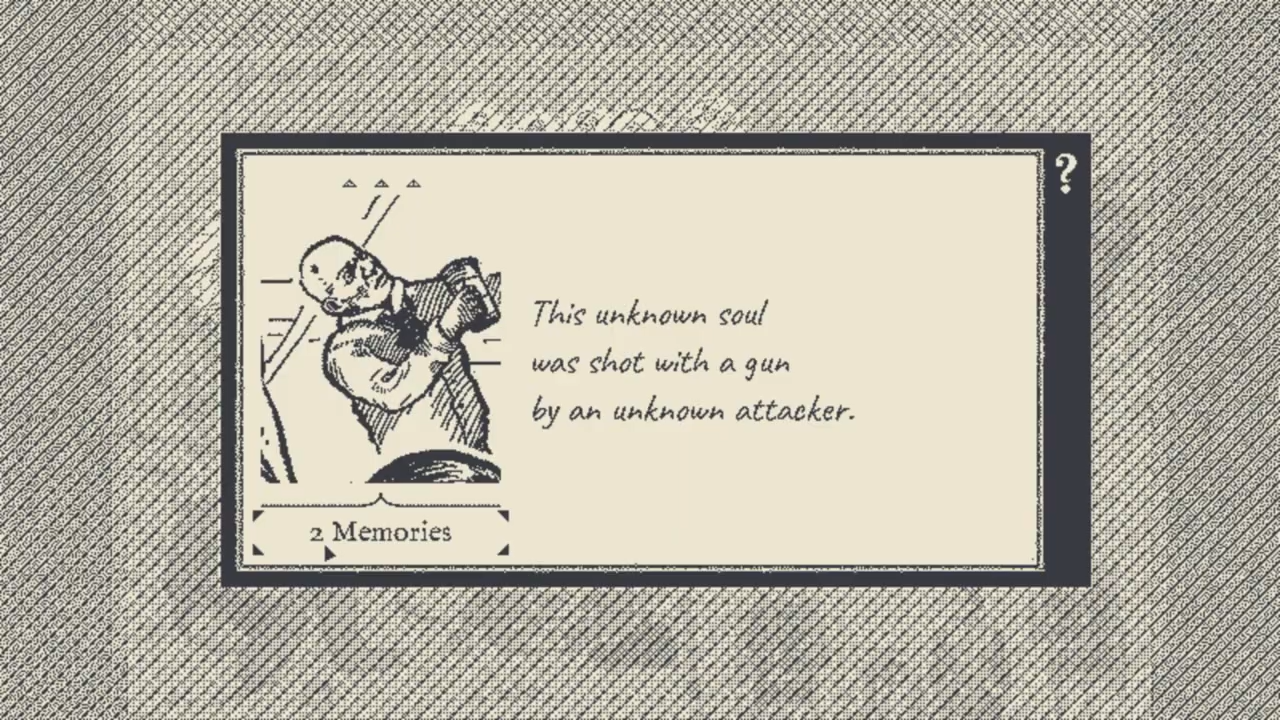 ?
This unknown soul
was shot with a gun
by an unknown attacker.
2 Memories